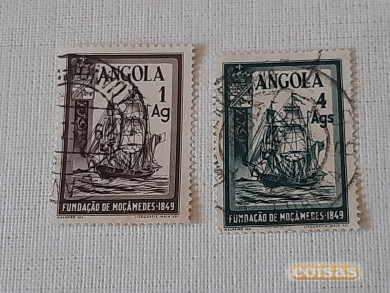 ANGOLA
1
Ag
FUNDAÇÃO DE MOÇÂMEDES-1849
ANGOLA
4
Ags
FUNDAÇÃO DE MOÇÂMEDES-1849
coisas